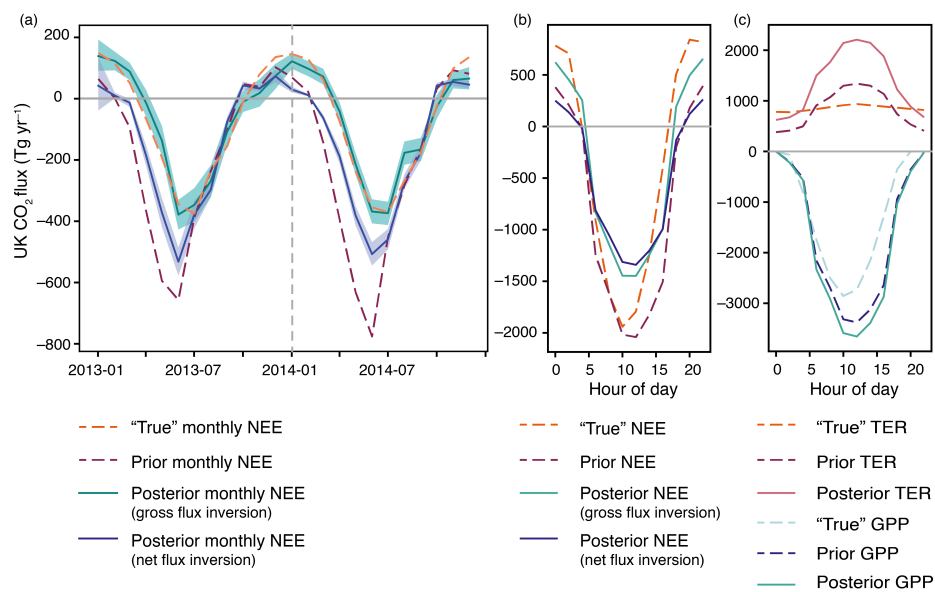 (a)
(b)
(c)
UK CO2 flux (Tg yr−1)
200
0
−200
−400
−600
−800
2013-01
2013-07
2014-01
2014-07
500
0
−500
−1000
−1500
−2000
0
5
10
15
20
Hour of day
2000
1000
0
−1000
−2000
−3000
0
5
10
15
20
Hour of day
“True” monthly NEE
Prior monthly NEE
Posterior monthly NEE
(gross flux inversion)
Posterior monthly NEE
(net flux inversion)
“True” NEE
Prior NEE
Posterior NEE
(gross flux inversion)
Posterior NEE
(net flux inversion)
“True” TER
Prior TER
Posterior TER
“True” GPP
Prior GPP
Posterior GPP